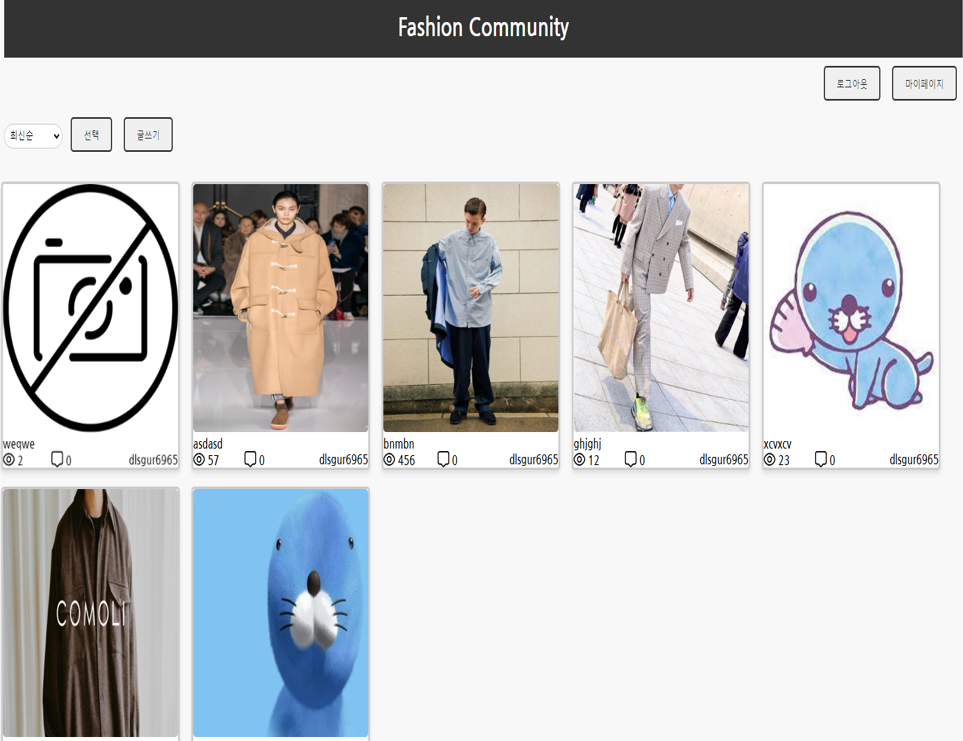 Fashion Community
로그아웃 마이페이지
최신순 선택 글쓰기
weqwe
2 0 dlsgur6965
asdasd
57 0 dlsgur6965
bnmbn
456 0 dlsgur6965
ghjghj
12 0 dlsgur6965
xcvxcv
23 0 dlsgur6965
COMOLI